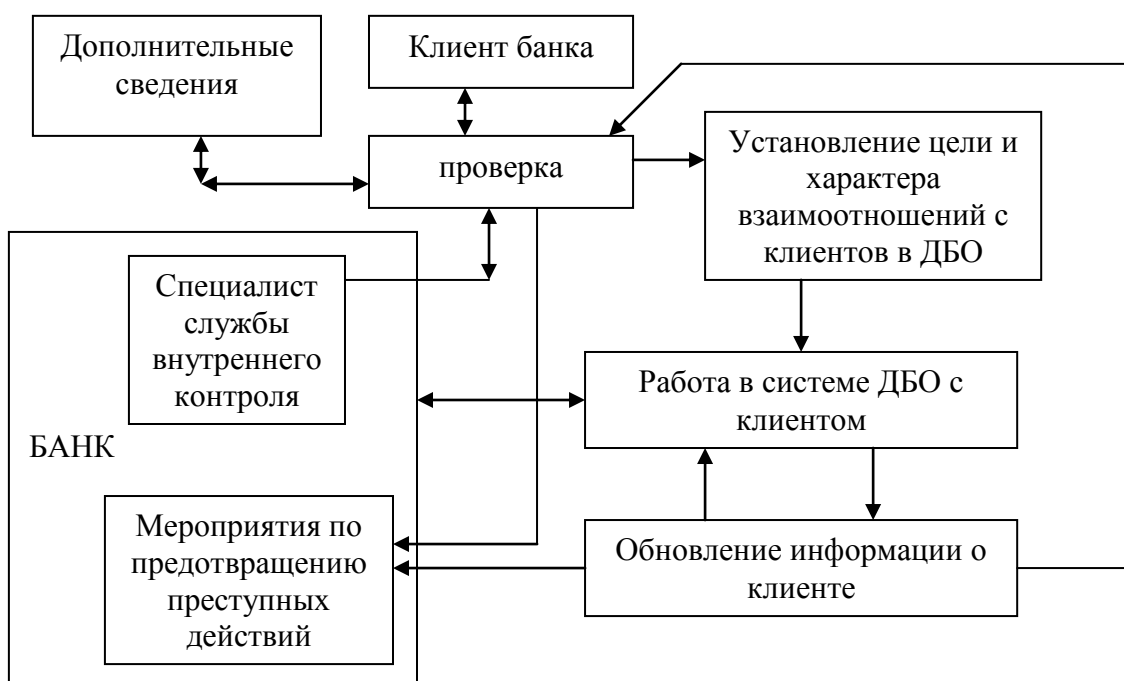 Дополнительные
сведения
Клиент банка
проверка
Установление цели и
характера
взаимоотношений с
клиентов в ДБО
Специалист
службы
внутреннего
контроля
Работа в системе ДБО с
клиентом
БАНК
Мероприятия по
предотвращению
преступных
действий
Обновление информации о
клиенте